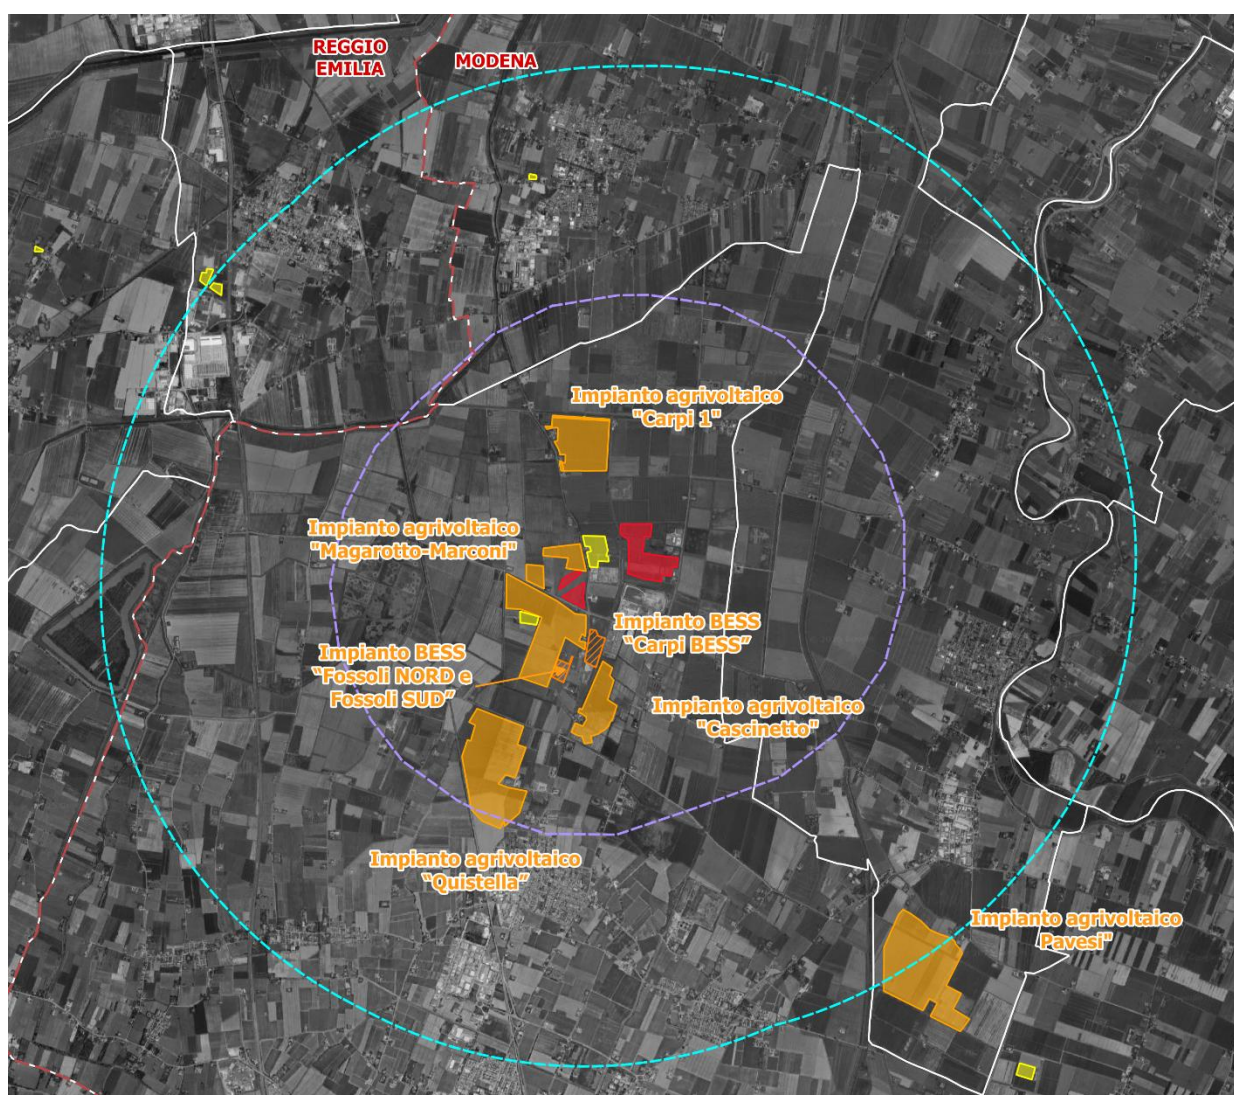 REGGIO
EMILIA
MODENA
Impianto agrivoltaico
"Carpi 1"
Impianto agrivoltaico
"Magarotto-Marconi"
Impianto BESS
“Carpi BESS”
Impianto BESS
“Fossoli NORD e
Fossoli SUD”
Impianto agrivoltaico
"Cascinetto"
Impianto agrivoltaico
“Quistella”
Impianto agrivoltaico
Pavesi"